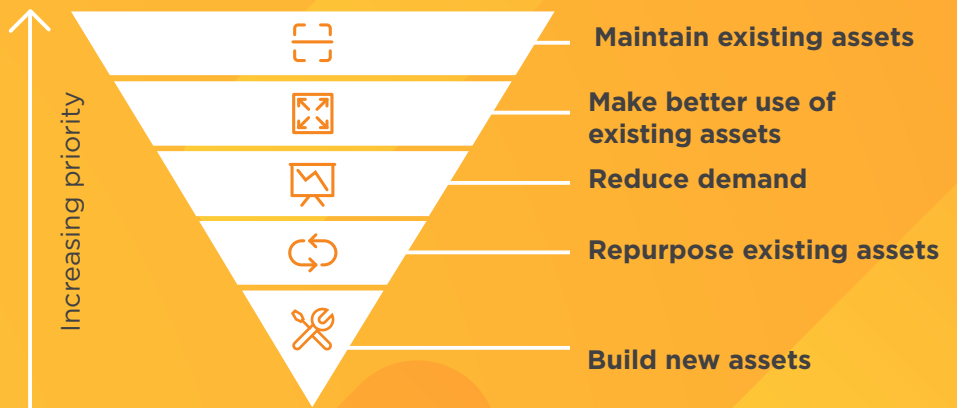 Increasing priority
Maintain existing assets
Make better use of
existing assets
Reduce demand
Repurpose existing assets
Build new assets